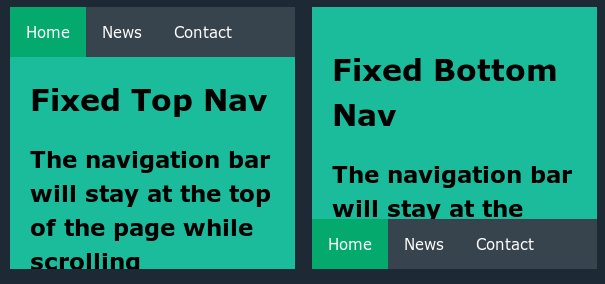 Home News Contact
Fixed Top Nav
The navigation bar
will stay at the top
of the page while
scrolling
Fixed Bottom
Nav
The navigation bar
will stay at the
Home News Contact